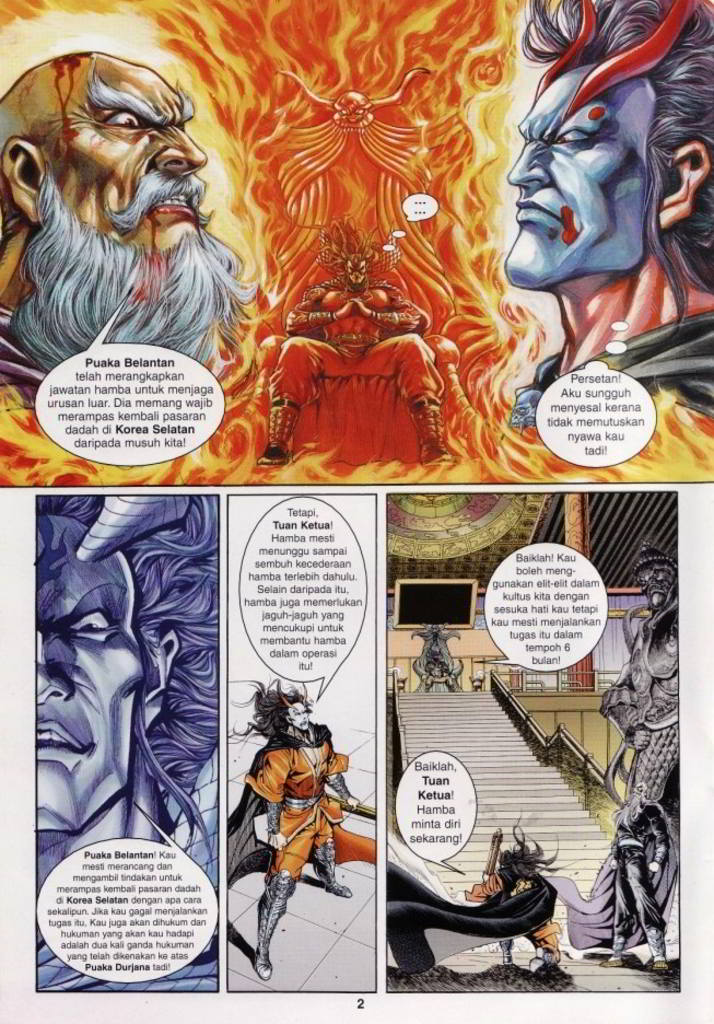 ...
...
Puaka Belantan
telah merangkapkan
jawatan hamba untuk menjaga
urusan luar. Dia memang wajib
merampas kembali pasaran
dadah di Korea Selatan
daripada musuh kita!
Persetan!
Aku sungguh
menyesal kerana
tidak memutuskan
nyawa kau
tadi!
Puaka Belantan! Kau
mesti merancang dan
mengambil tindakan untuk
merampas kembali pasaran dadah
di Korea Selatan dengan apa cara
sekalipun. Jika kau gagal menjalankan
tugas itu, Kau juga akan dihukum dan
hukuman yang akan kau hadapi
adalah dua kali ganda hukuman
yang telah dikenakan ke atas
Puaka Durjana tadi!
Tetapi,
Tuan Ketua!
Hamba mesti
menunggu sampai
sembuh kecederaan
hamba terlebih dahulu.
Selain daripada itu,
hamba juga memerlukan
jaguh-jaguh yang
mencukupi untuk
membantu hamba
dalam operasi
itu!
Baiklah! Kau
boleh meng-
gunakan elit-elit dalam
kultus kita dengan
sesuka hati kau tetapi
kau mesti menjalankan
tugas itu dalam
tempoh 6
bulan!
Baiklah,
Tuan
Ketua!
Hamba
minta diri
sekarang!
2